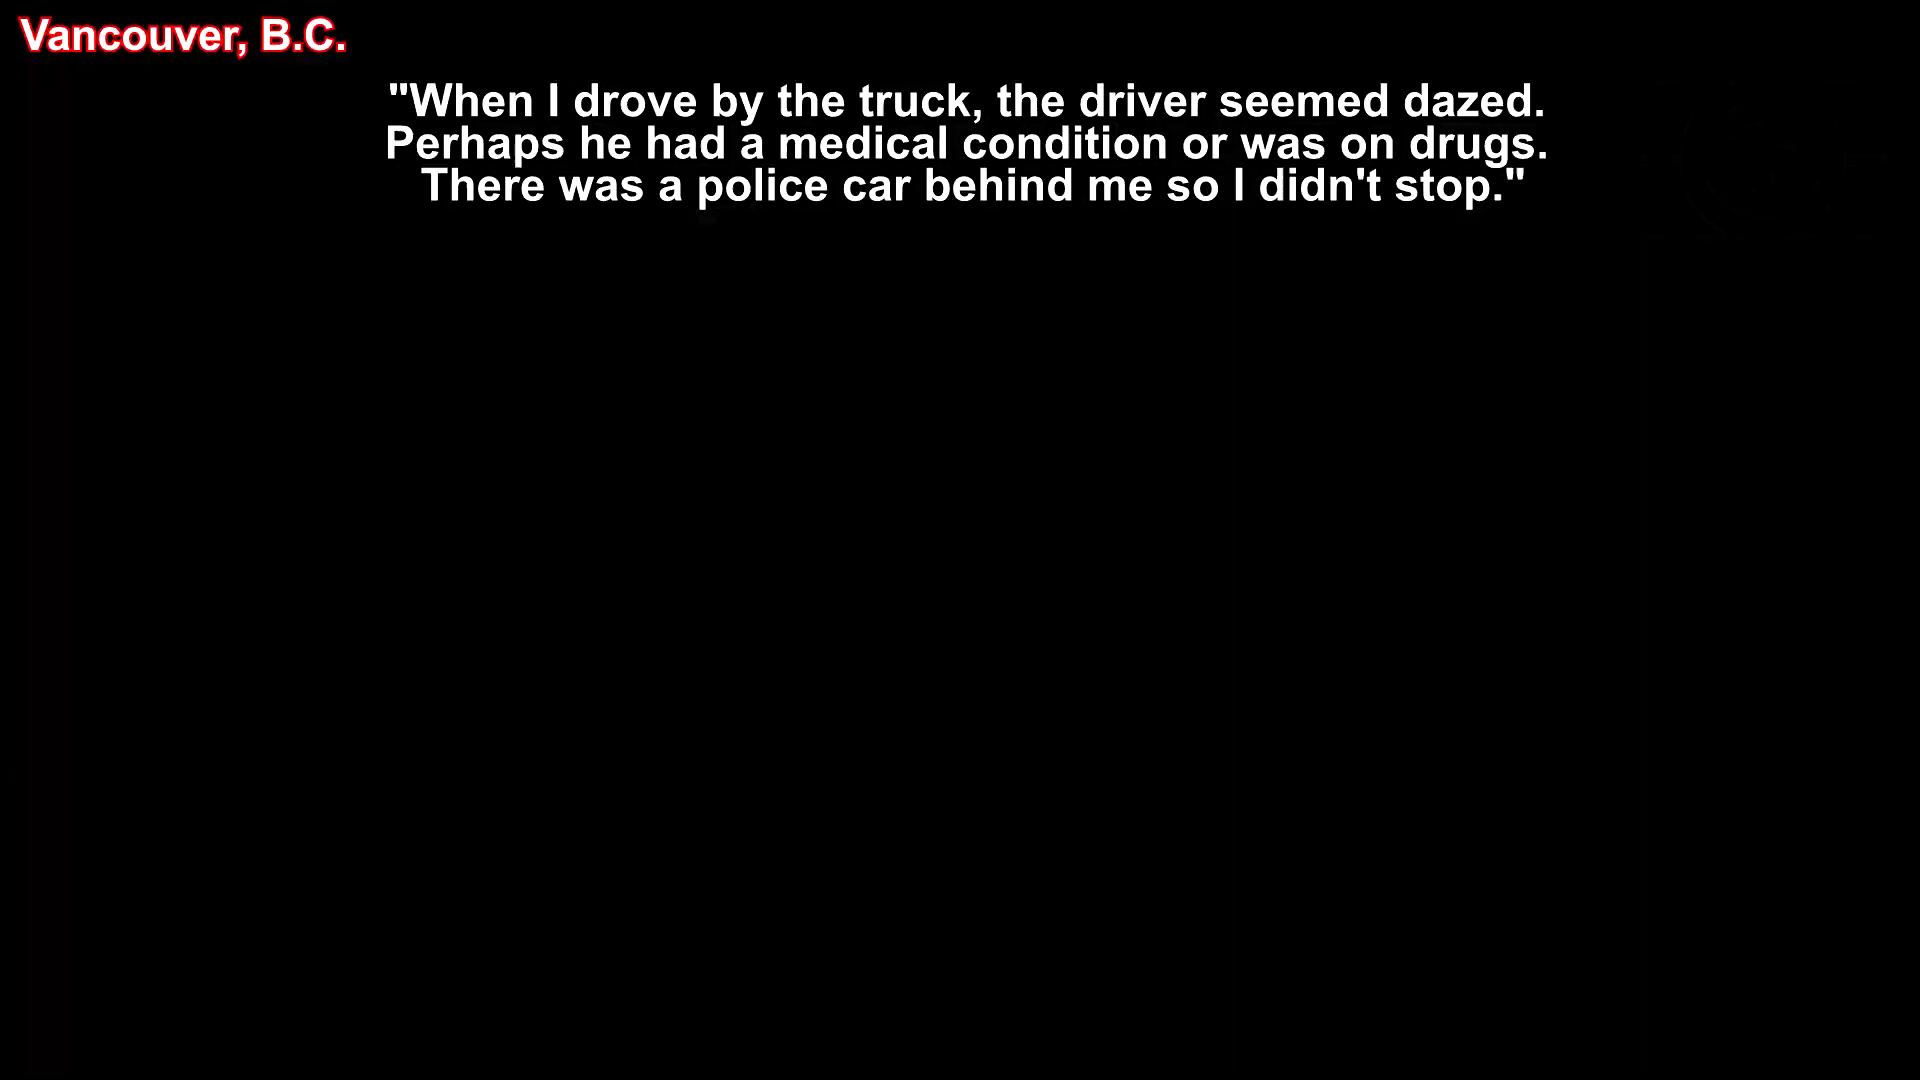 Vancouver, B.C.
"When I drove by the truck, the driver seemed dazed.
Perhaps he had a medical condition or was on drugs.
There was a police car behind me so I didn't stop."